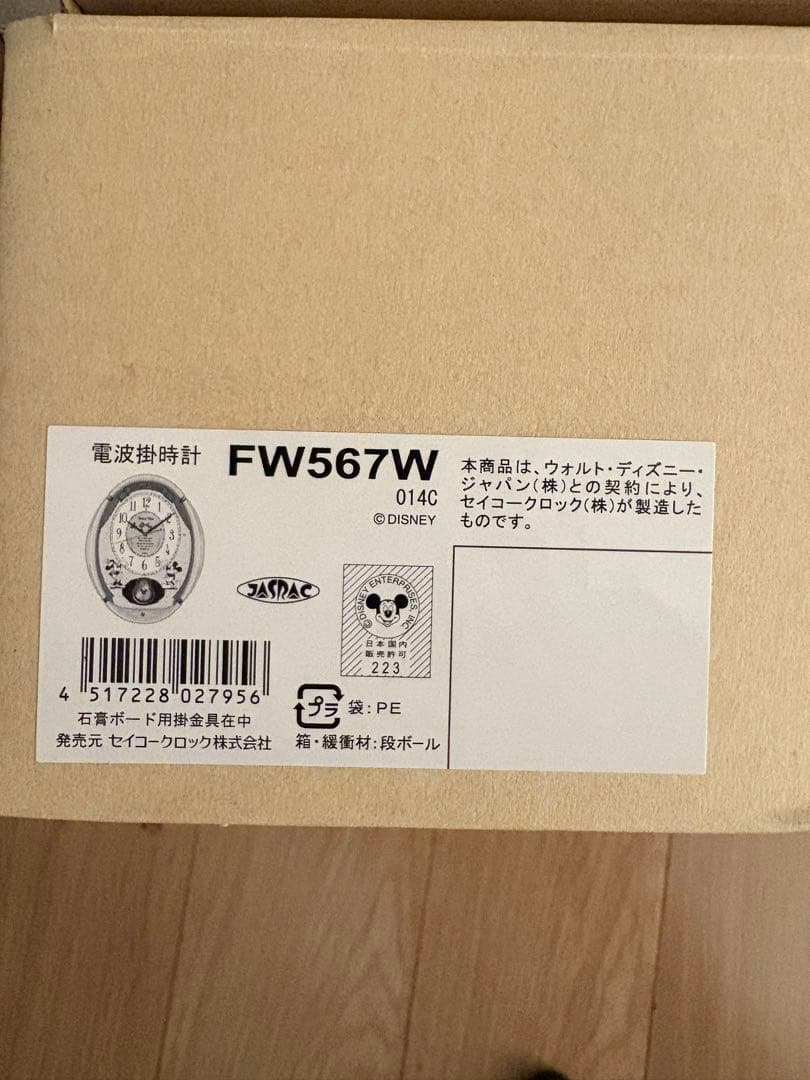 電波掛時計 FW567W
014C
©DISNEY
本商品は、ウォルト・ディズニー・
ジャパン(株)との契約により、
セイコークロック(株)が製造した
ものです。
JASRAC
©DISNEY ENTERPRISES, INC
日本国内
販売許可
223
4 517228 027956
プラ 袋:PE
石膏ボード用掛金具在中
発売元 セイコークロック株式会社
箱・緩衝材:段ボール